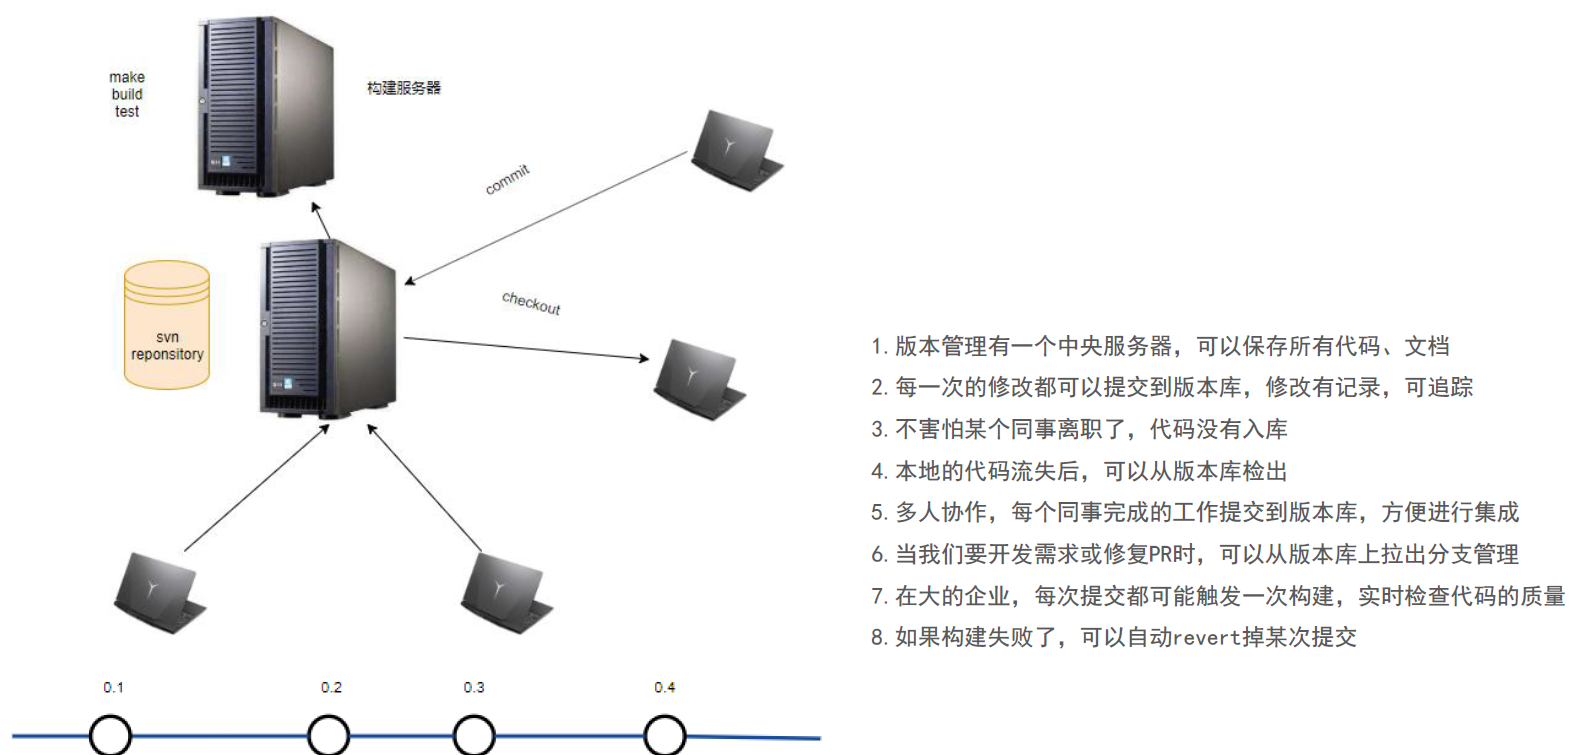 make
build
test
构建服务器
commit
checkout
svn
reponsitory
1.版本管理有一个中央服务器，可以保存所有代码、文档
2.每一次的修改都可以提交到版本库，修改有记录，可追踪
3.不害怕某个同事离职了，代码没有入库
4.本地的代码流失后，可以从版本库检出
5.多人协作，每个同事完成的工作提交到版本库，方便进行集成
6.当我们要开发需求或修复PR时，可以从版本库上拉出分支管理
7.在大的企业，每次提交都可能触发一次构建，实时检查代码的质量
8.如果构建失败了，可以自动revert掉某次提交
0.1
0.2
0.3
0.4